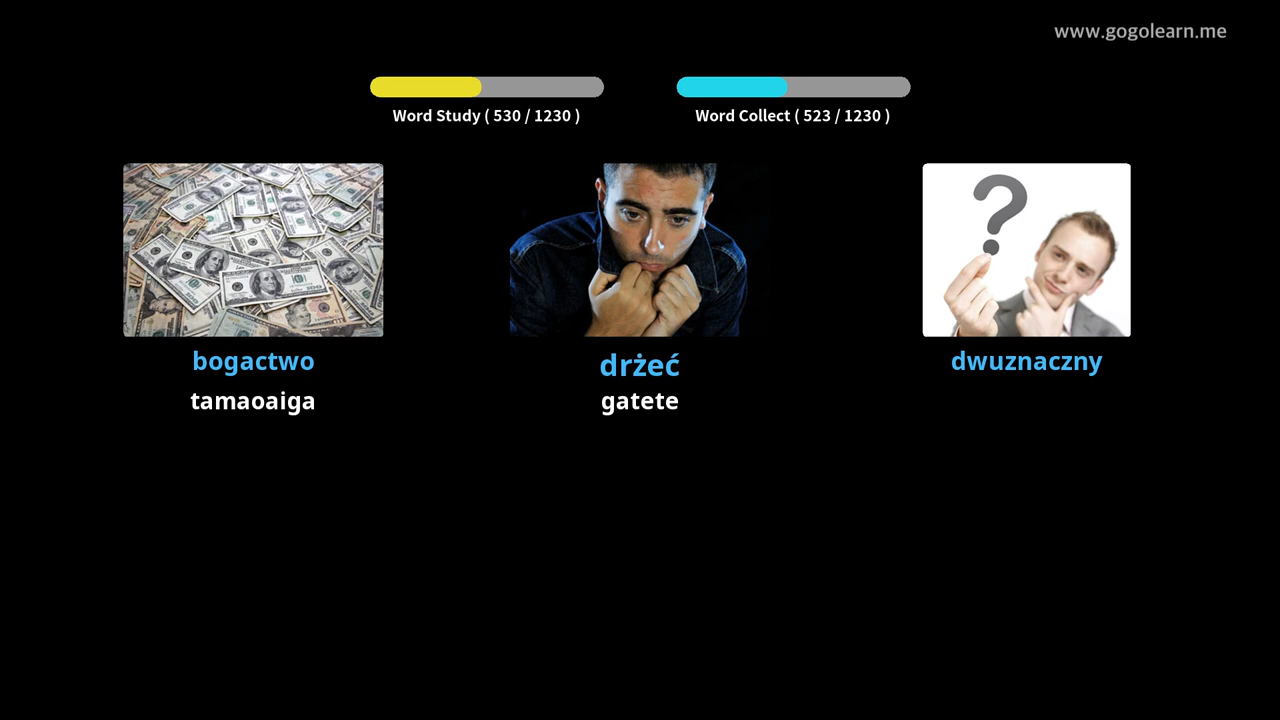 www.gogolearn.me
Word Study ( 530 / 1230 )
Word Collect ( 523 / 1230 )
bogactwo
drżeć
dwuznaczny
tamaoaiga
gatete